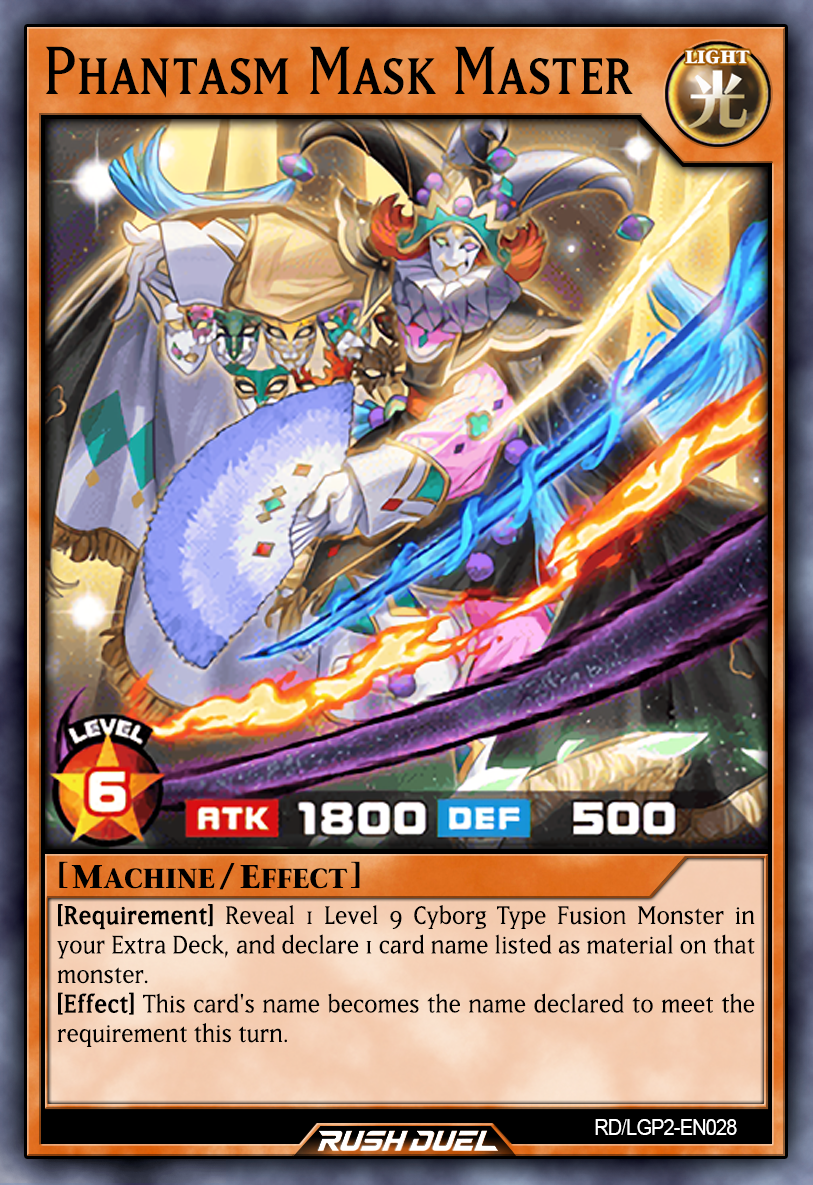 Phantasm Mask Master
LIGHT
光
LEVEL
6
ATK 1800 DEF 500
[Machine/Effect]
[Requirement] Reveal 1 Level 9 Cyborg Type Fusion Monster in
your Extra Deck, and declare 1 card name listed as material on that
monster.
[Effect] This card's name becomes the name declared to meet the
requirement this turn.
RD/LGP2-EN028
RUSH DUEL